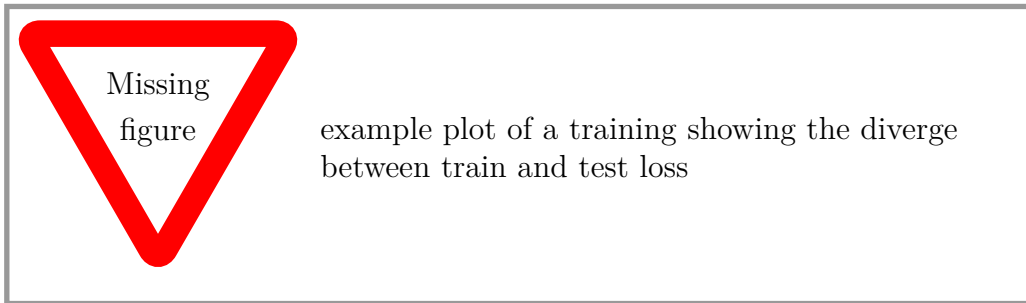 Missing
figure
example plot of a training showing the diverge
between train and test loss